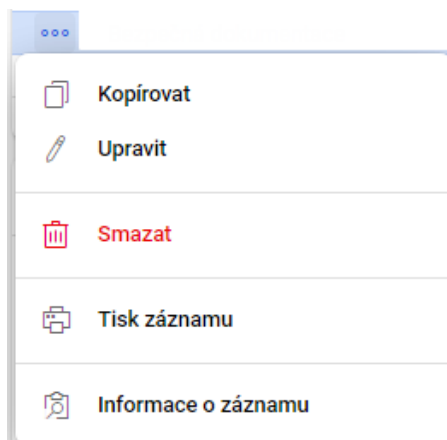 Kopírovat
Upravit
Smazat
Tisk záznamu
Informace o záznamu